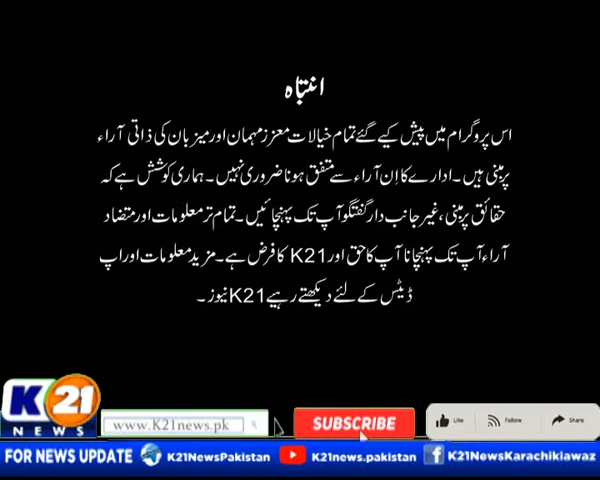 انتباہ
اس پروگرام میں پیش کیے گئے تمام خیالات معزز مہمان اور میزبان کی ذاتی آراء
پر مبنی ہیں۔ ادارے کا اِن آراء سے متفق ہونا ضروری نہیں۔ ہماری کوشش ہے کہ
حقائق پر مبنی، غیر جانب دار گفتگو آپ تک پہنچائیں۔ تمام تر معلومات اور متضاد
آراء آپ تک پہنچانا آپ کا حق اور K21 کا فرض ہے۔ مزید معلومات اور اپ
ڈیٹس کے لئے دیکھتے رہیے K21 نیوز۔
K21
NEWS
www.K21news.pk
SUBSCRIBE
Like
Follow
Share
FOR NEWS UPDATE K21NewsPakistan K21news.pakistan K21NewsKarachikiawaz